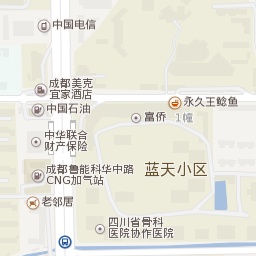 中国电信
成都美克
宜家酒店
永久王鲶鱼
中国石油
富侨
1幢
中华联合
财产保险
成都鲁能科华中路
CNG加气站
蓝天小区
老邻居
四川省骨科
医院协作医院